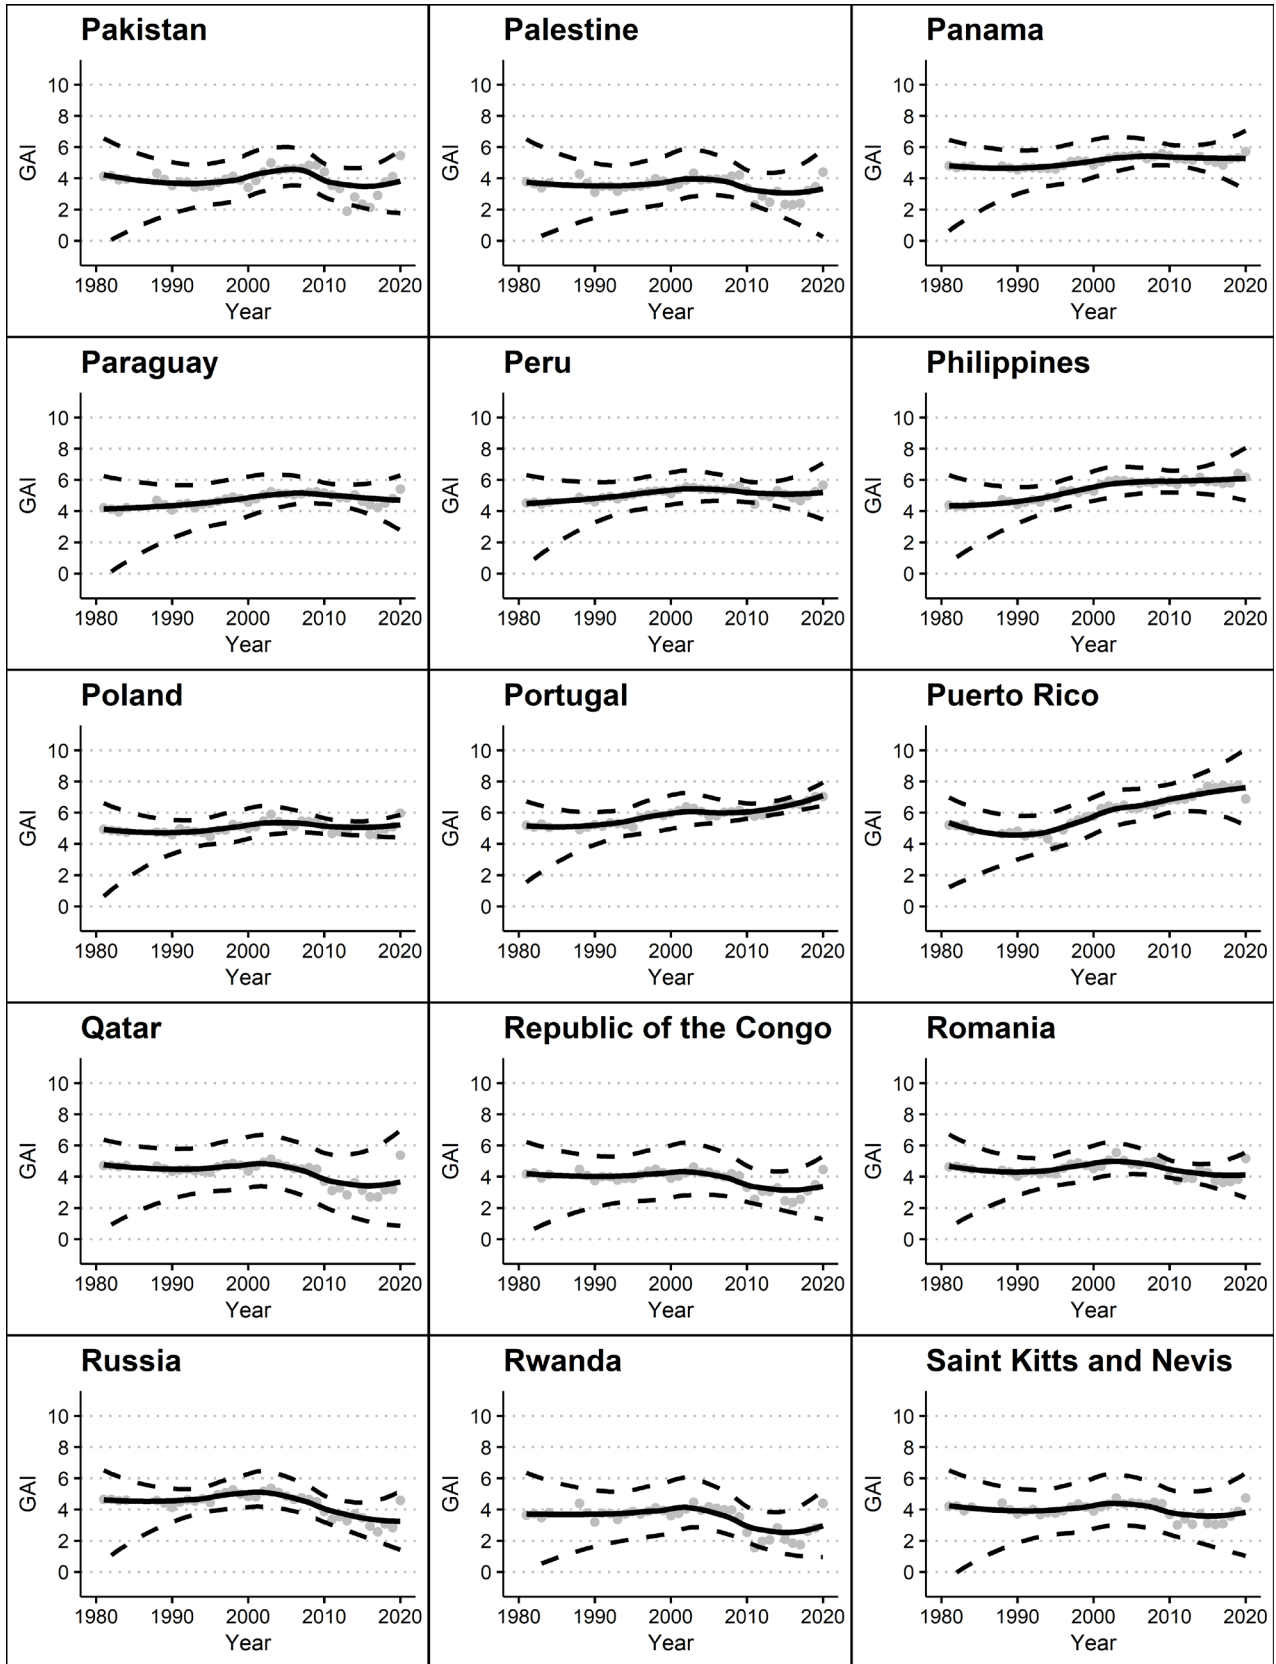 Pakistan
GAI
10
8
6
4
2
0
1980 1990 2000 2010 2020
Year
Palestine
GAI
10
8
6
4
2
0
1980 1990 2000 2010 2020
Year
Panama
GAI
10
8
6
4
2
0
1980 1990 2000 2010 2020
Year
Paraguay
GAI
10
8
6
4
2
0
1980 1990 2000 2010 2020
Year
Peru
GAI
10
8
6
4
2
0
1980 1990 2000 2010 2020
Year
Philippines
GAI
10
8
6
4
2
0
1980 1990 2000 2010 2020
Year
Poland
GAI
10
8
6
4
2
0
1980 1990 2000 2010 2020
Year
Portugal
GAI
10
8
6
4
2
0
1980 1990 2000 2010 2020
Year
Puerto Rico
GAI
10
8
6
4
2
0
1980 1990 2000 2010 2020
Year
Qatar
GAI
10
8
6
4
2
0
1980 1990 2000 2010 2020
Year
Republic of the Congo
GAI
10
8
6
4
2
0
1980 1990 2000 2010 2020
Year
Romania
GAI
10
8
6
4
2
0
1980 1990 2000 2010 2020
Year
Russia
GAI
10
8
6
4
2
0
1980 1990 2000 2010 2020
Year
Rwanda
GAI
10
8
6
4
2
0
1980 1990 2000 2010 2020
Year
Saint Kitts and Nevis
GAI
10
8
6
4
2
0
1980 1990 2000 2010 2020
Year